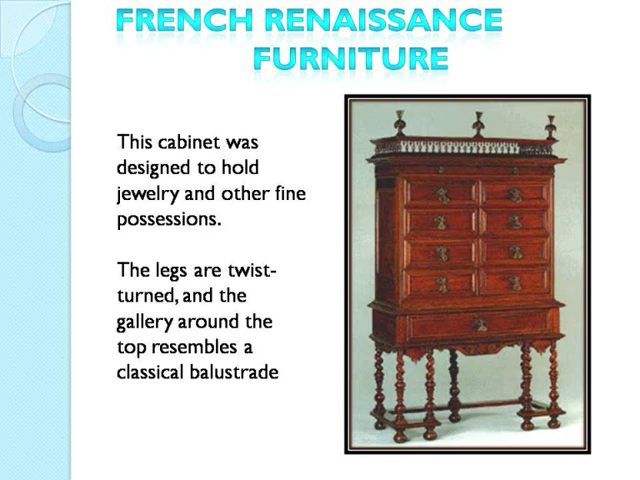 FRENCH RENAISSANCE
FURNITURE
This cabinet was
designed to hold
jewelry and other fine
possessions.
The legs are twist-
turned, and the
gallery around the
top resembles a
classical balustrade